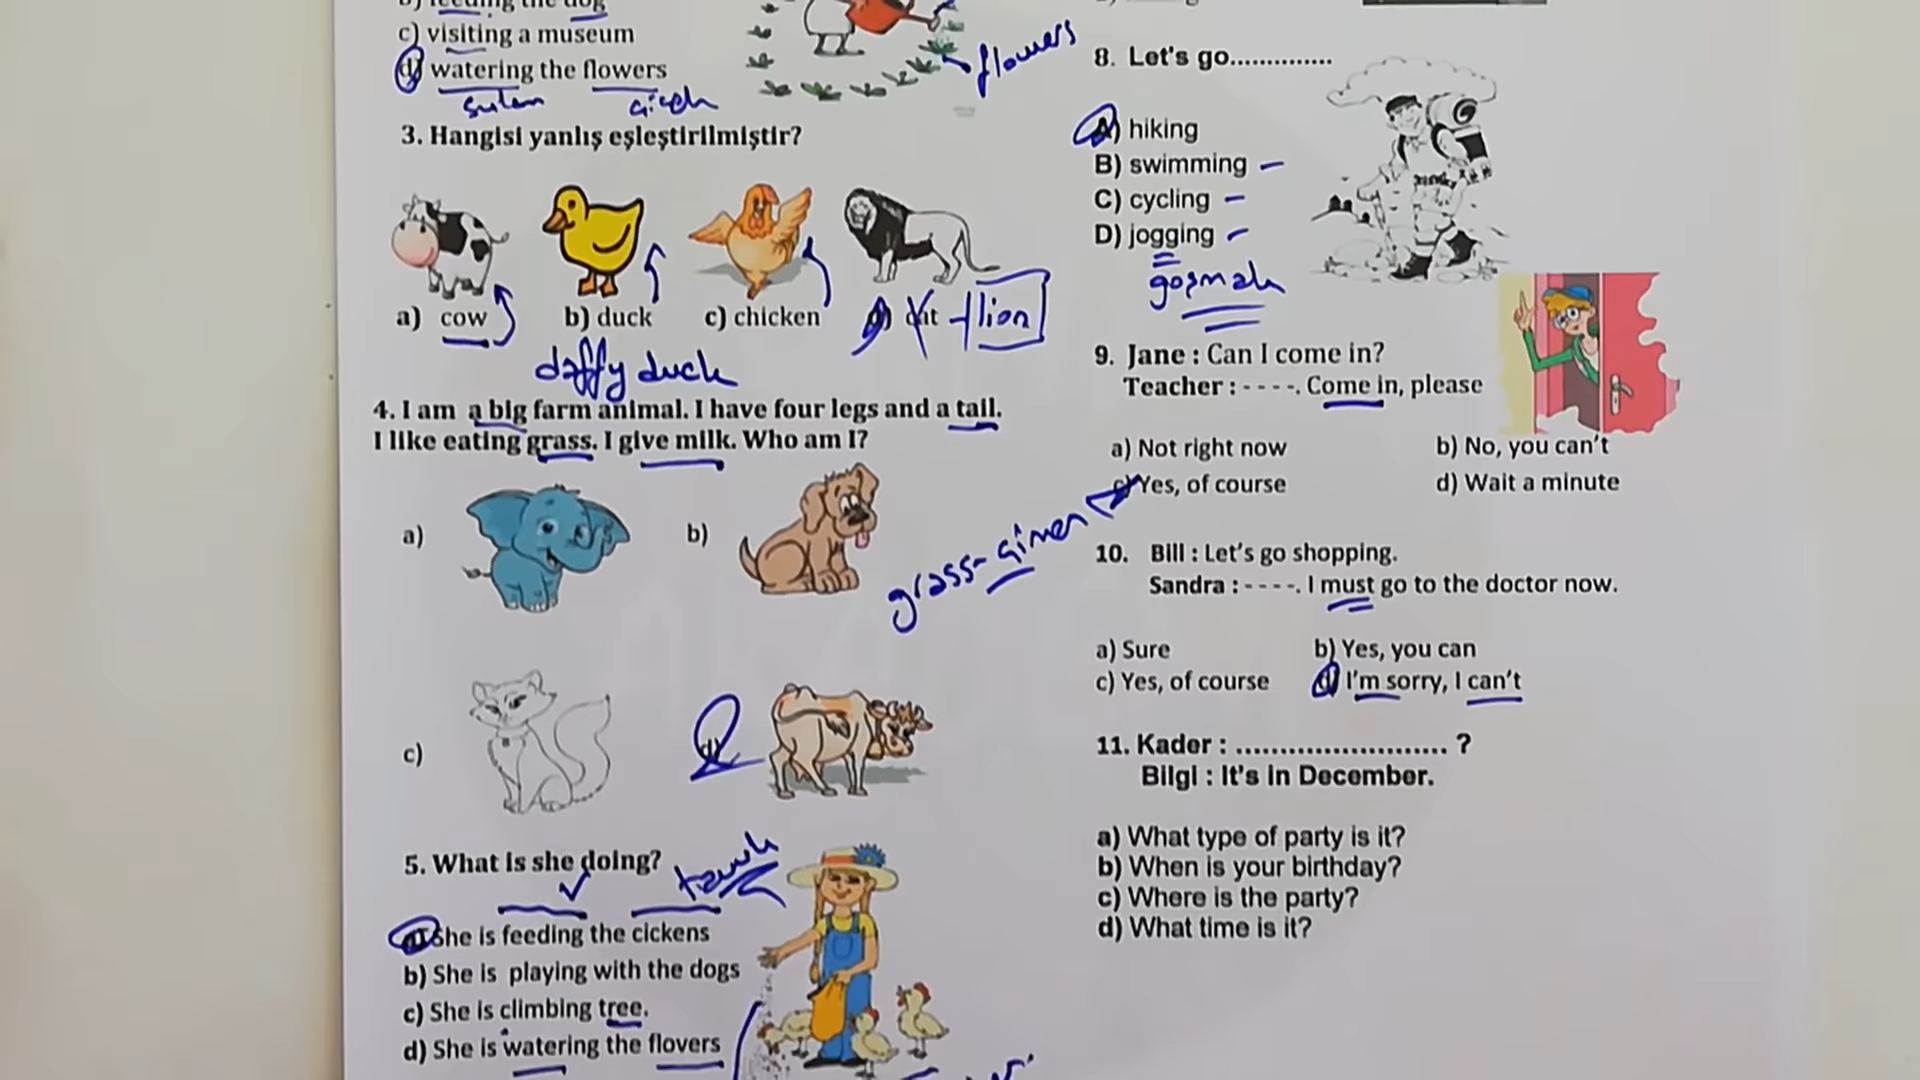 c) visiting a museum
d) watering the flowers
flowers
3. Hangisi yanlış eşleştirilmiştir?
a) cow
b) duck
c) chicken
lion
daffy duck
4. I am a big farm animal. I have four legs and a tail.
I like eating grass. I give milk. Who am I?
a)
b)
grass-çimen
c)
d)
5. What is she doing?
tavuk
a) She is feeding the cickens
b) She is playing with the dogs
c) She is climbing tree.
d) She is watering the flovers
8. Let's go..............
A) hiking
B) swimming
C) cycling
D) jogging
koşmak
9. Jane : Can I come in?
Teacher : - - - -. Come in, please
a) Not right now
b) No, you can't
c) Yes, of course
d) Wait a minute
10. Bill : Let's go shopping.
Sandra : - - - -. I must go to the doctor now.
a) Sure
b) Yes, you can
c) Yes, of course
d) I'm sorry, I can't
11. Kader : ........................ ?
Bilgi : It's in December.
a) What type of party is it?
b) When is your birthday?
c) Where is the party?
d) What time is it?